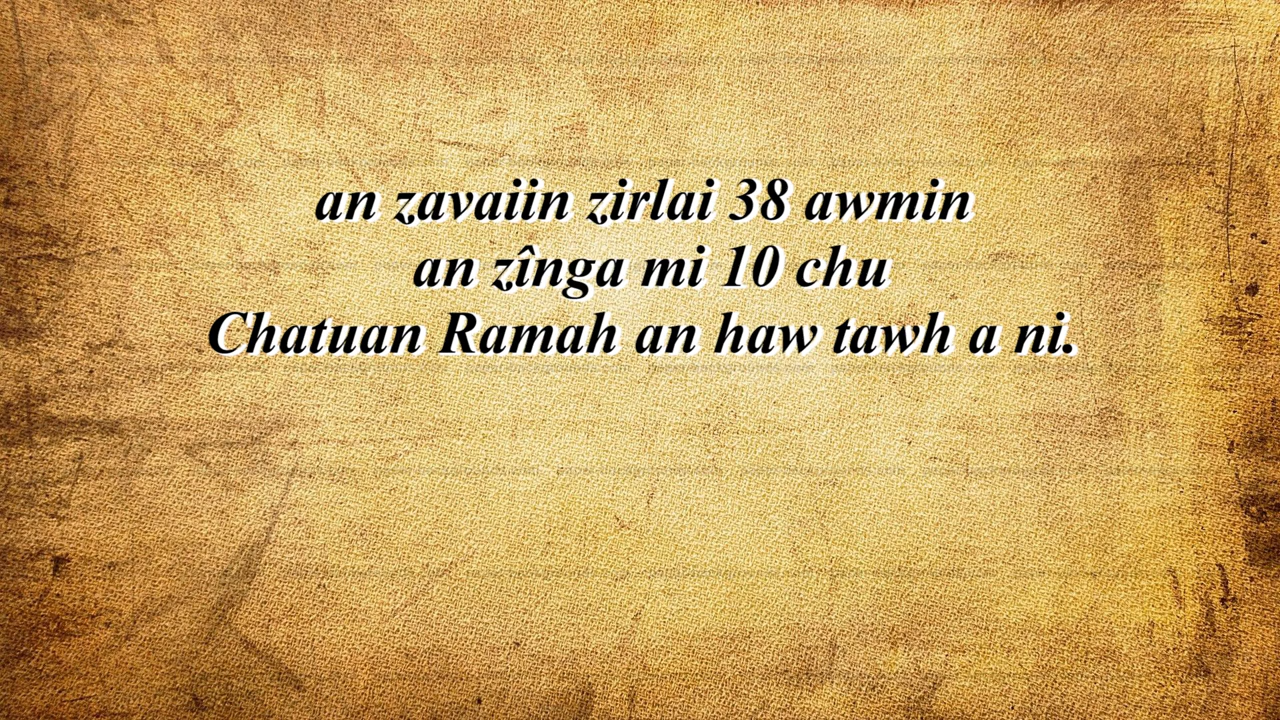 an zavaiin zirlai 38 awmin
an zînga mi 10 chu
Chatuan Ramah an haw tawh a ni.